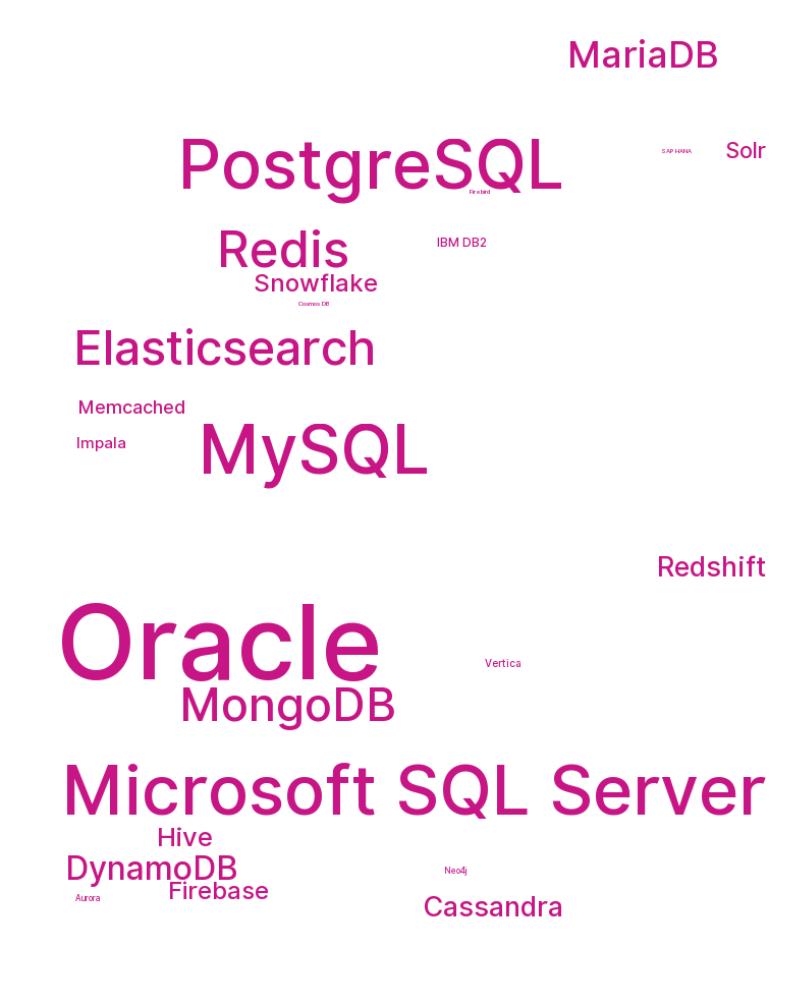 MariaDB
PostgreSQL
SAP HANA
Solr
Firebird
Redis
IBM DB2
Snowflake
Cosmos DB
Elasticsearch
Memcached
Impala
MySQL
Redshift
Oracle
Vertica
MongoDB
Microsoft SQL Server
Hive
DynamoDB
Neo4j
Firebase
Aurora
Cassandra